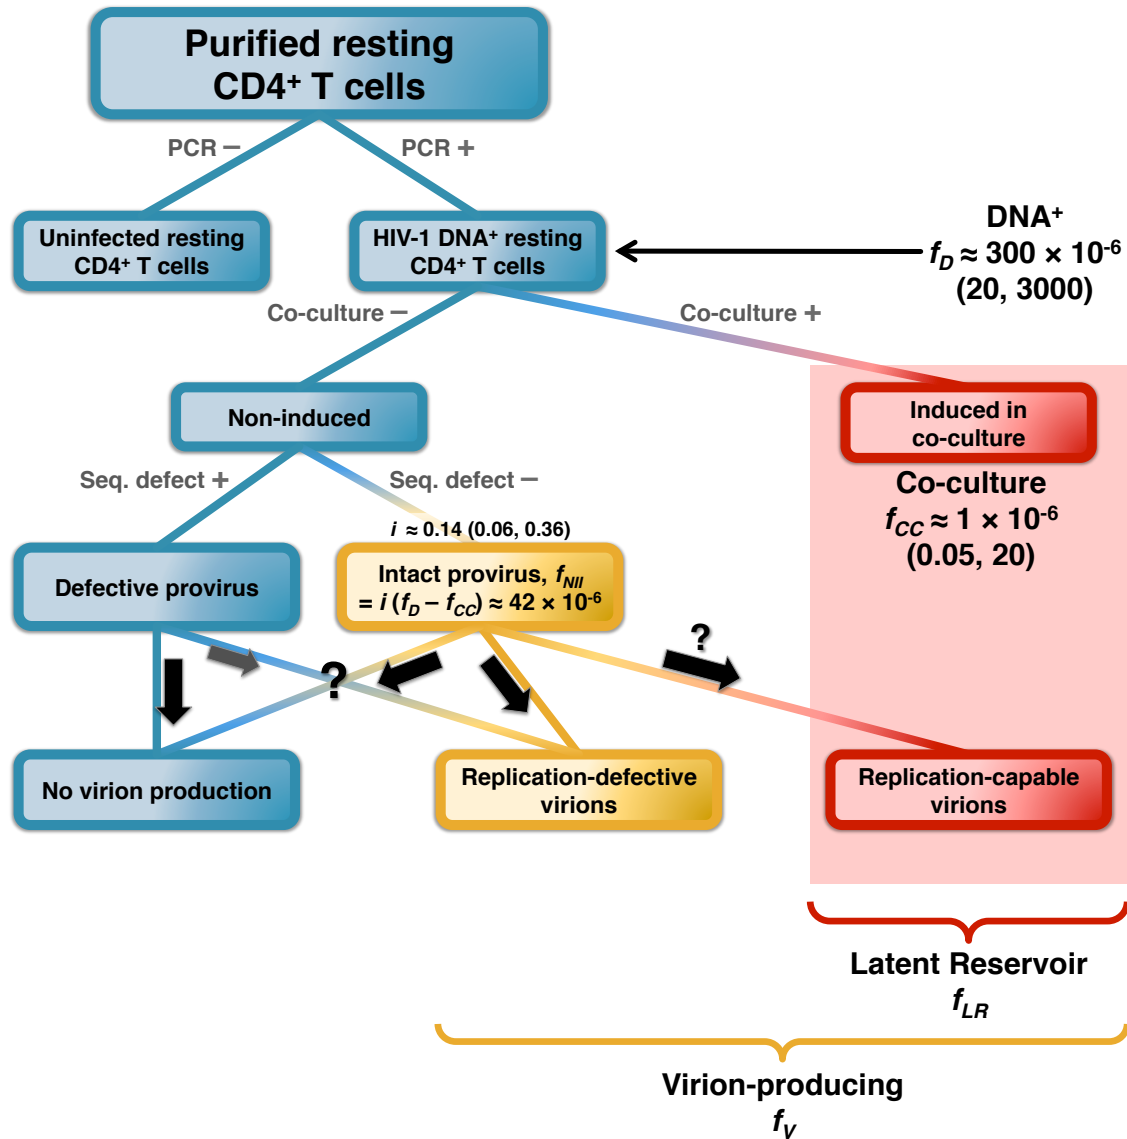 Purified resting
CD4⁺ T cells
PCR −
PCR +
Uninfected resting
CD4⁺ T cells
HIV-1 DNA⁺ resting
CD4⁺ T cells
DNA⁺
f_D ≈ 300 × 10⁻⁶
(20, 3000)
Co-culture −
Co-culture +
Non-induced
Induced in
co-culture
Seq. defect +
Seq. defect −
Co-culture
f_CC ≈ 1 × 10⁻⁶
(0.05, 20)
i ≈ 0.14 (0.06, 0.36)
Defective provirus
Intact provirus, f_NII
= i (f_D – f_CC) ≈ 42 × 10⁻⁶
?
?
No virion production
Replication-defective
virions
Replication-capable
virions
Latent Reservoir
f_LR
Virion-producing
f_V